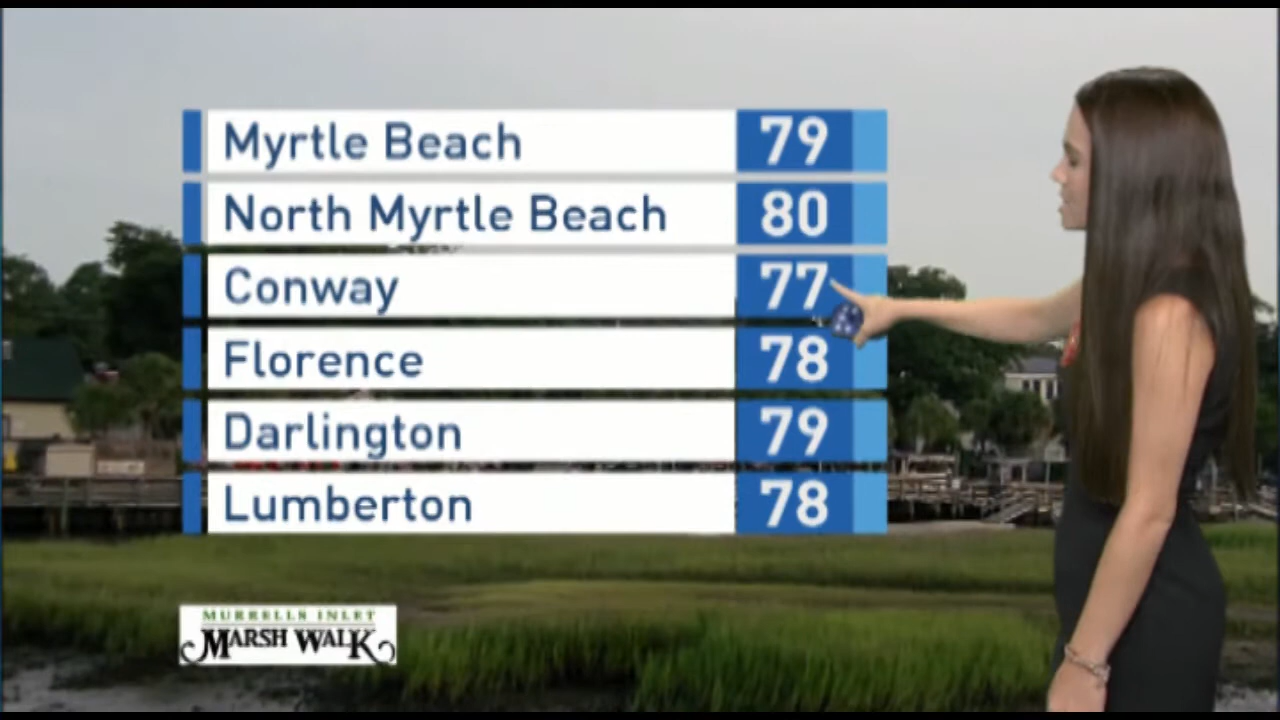 Myrtle Beach 79
North Myrtle Beach 80
Conway 77
Florence 78
Darlington 79
Lumberton 78
MURRELLS INLET
MARSH WALK